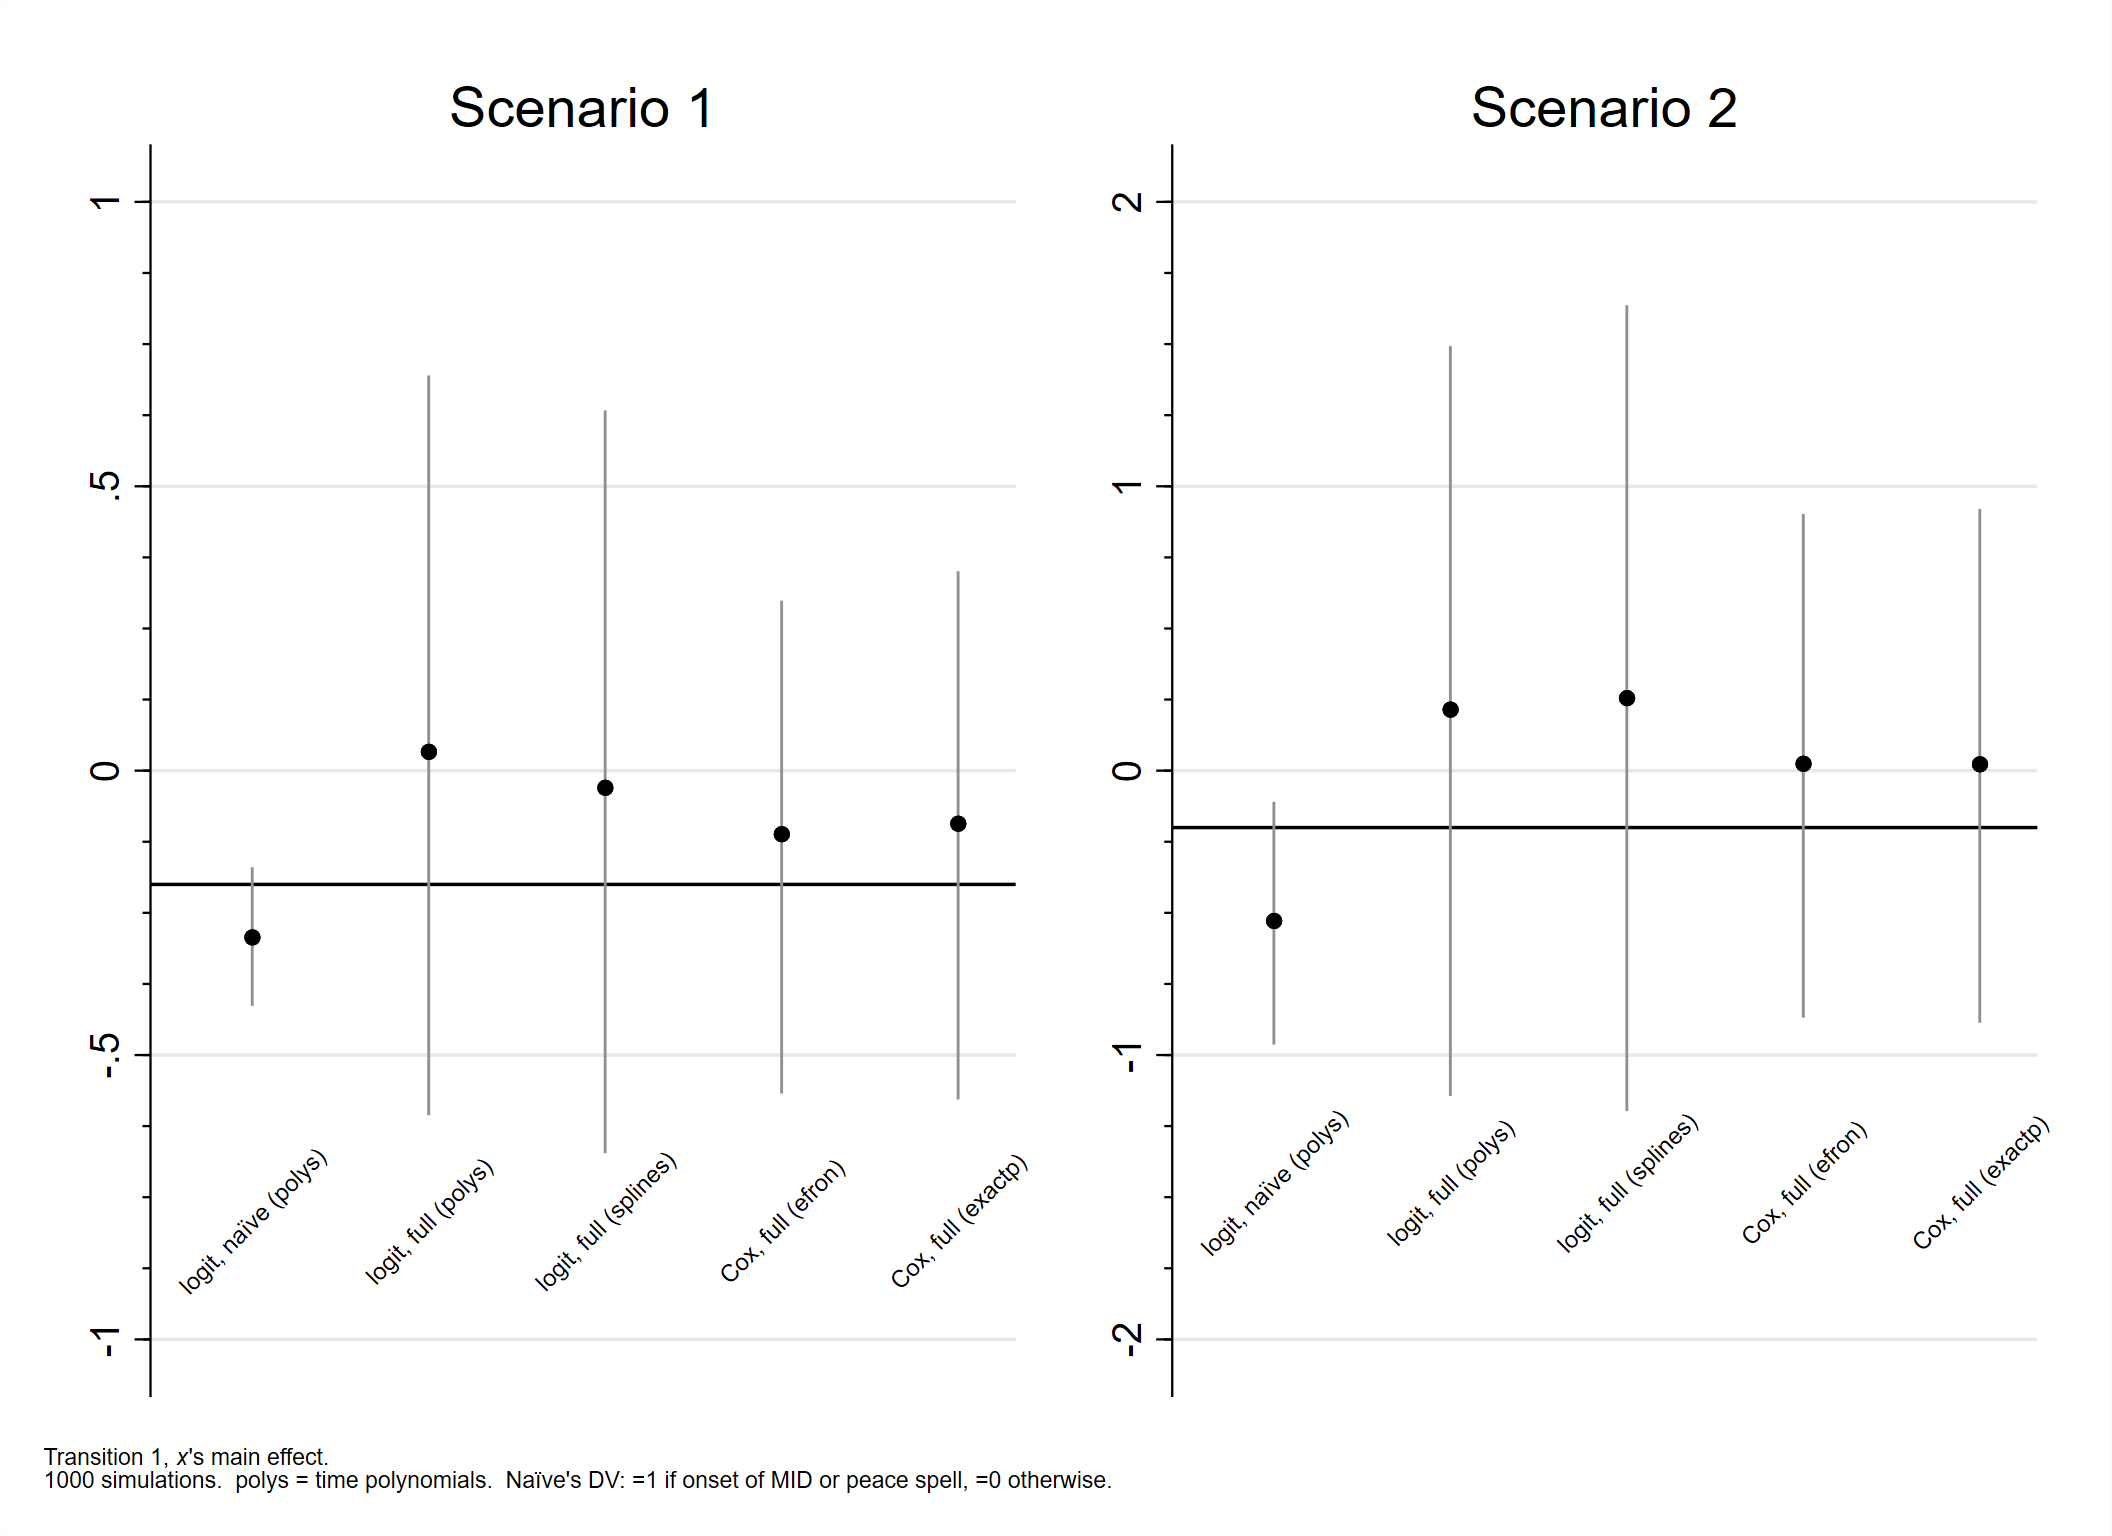 Scenario 1
1
.5
0
-.5
-1
logit, naïve (polys)
logit, full (polys)
logit, full (splines)
Cox, full (efron)
Cox, full (exactp)
Scenario 2
2
1
0
-1
-2
logit, naïve (polys)
logit, full (polys)
logit, full (splines)
Cox, full (efron)
Cox, full (exactp)
Transition 1, x's main effect.
1000 simulations.  polys = time polynomials.  Naïve's DV: =1 if onset of MID or peace spell, =0 otherwise.